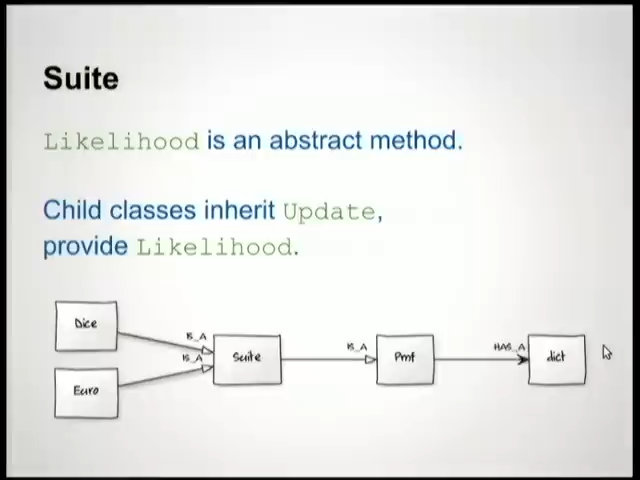 Suite
Likelihood is an abstract method.
Child classes inherit Update,
provide Likelihood.
Dice
IS_A
IS_A
Suite
IS_A
Pmf
HAS_A
dict
Euro